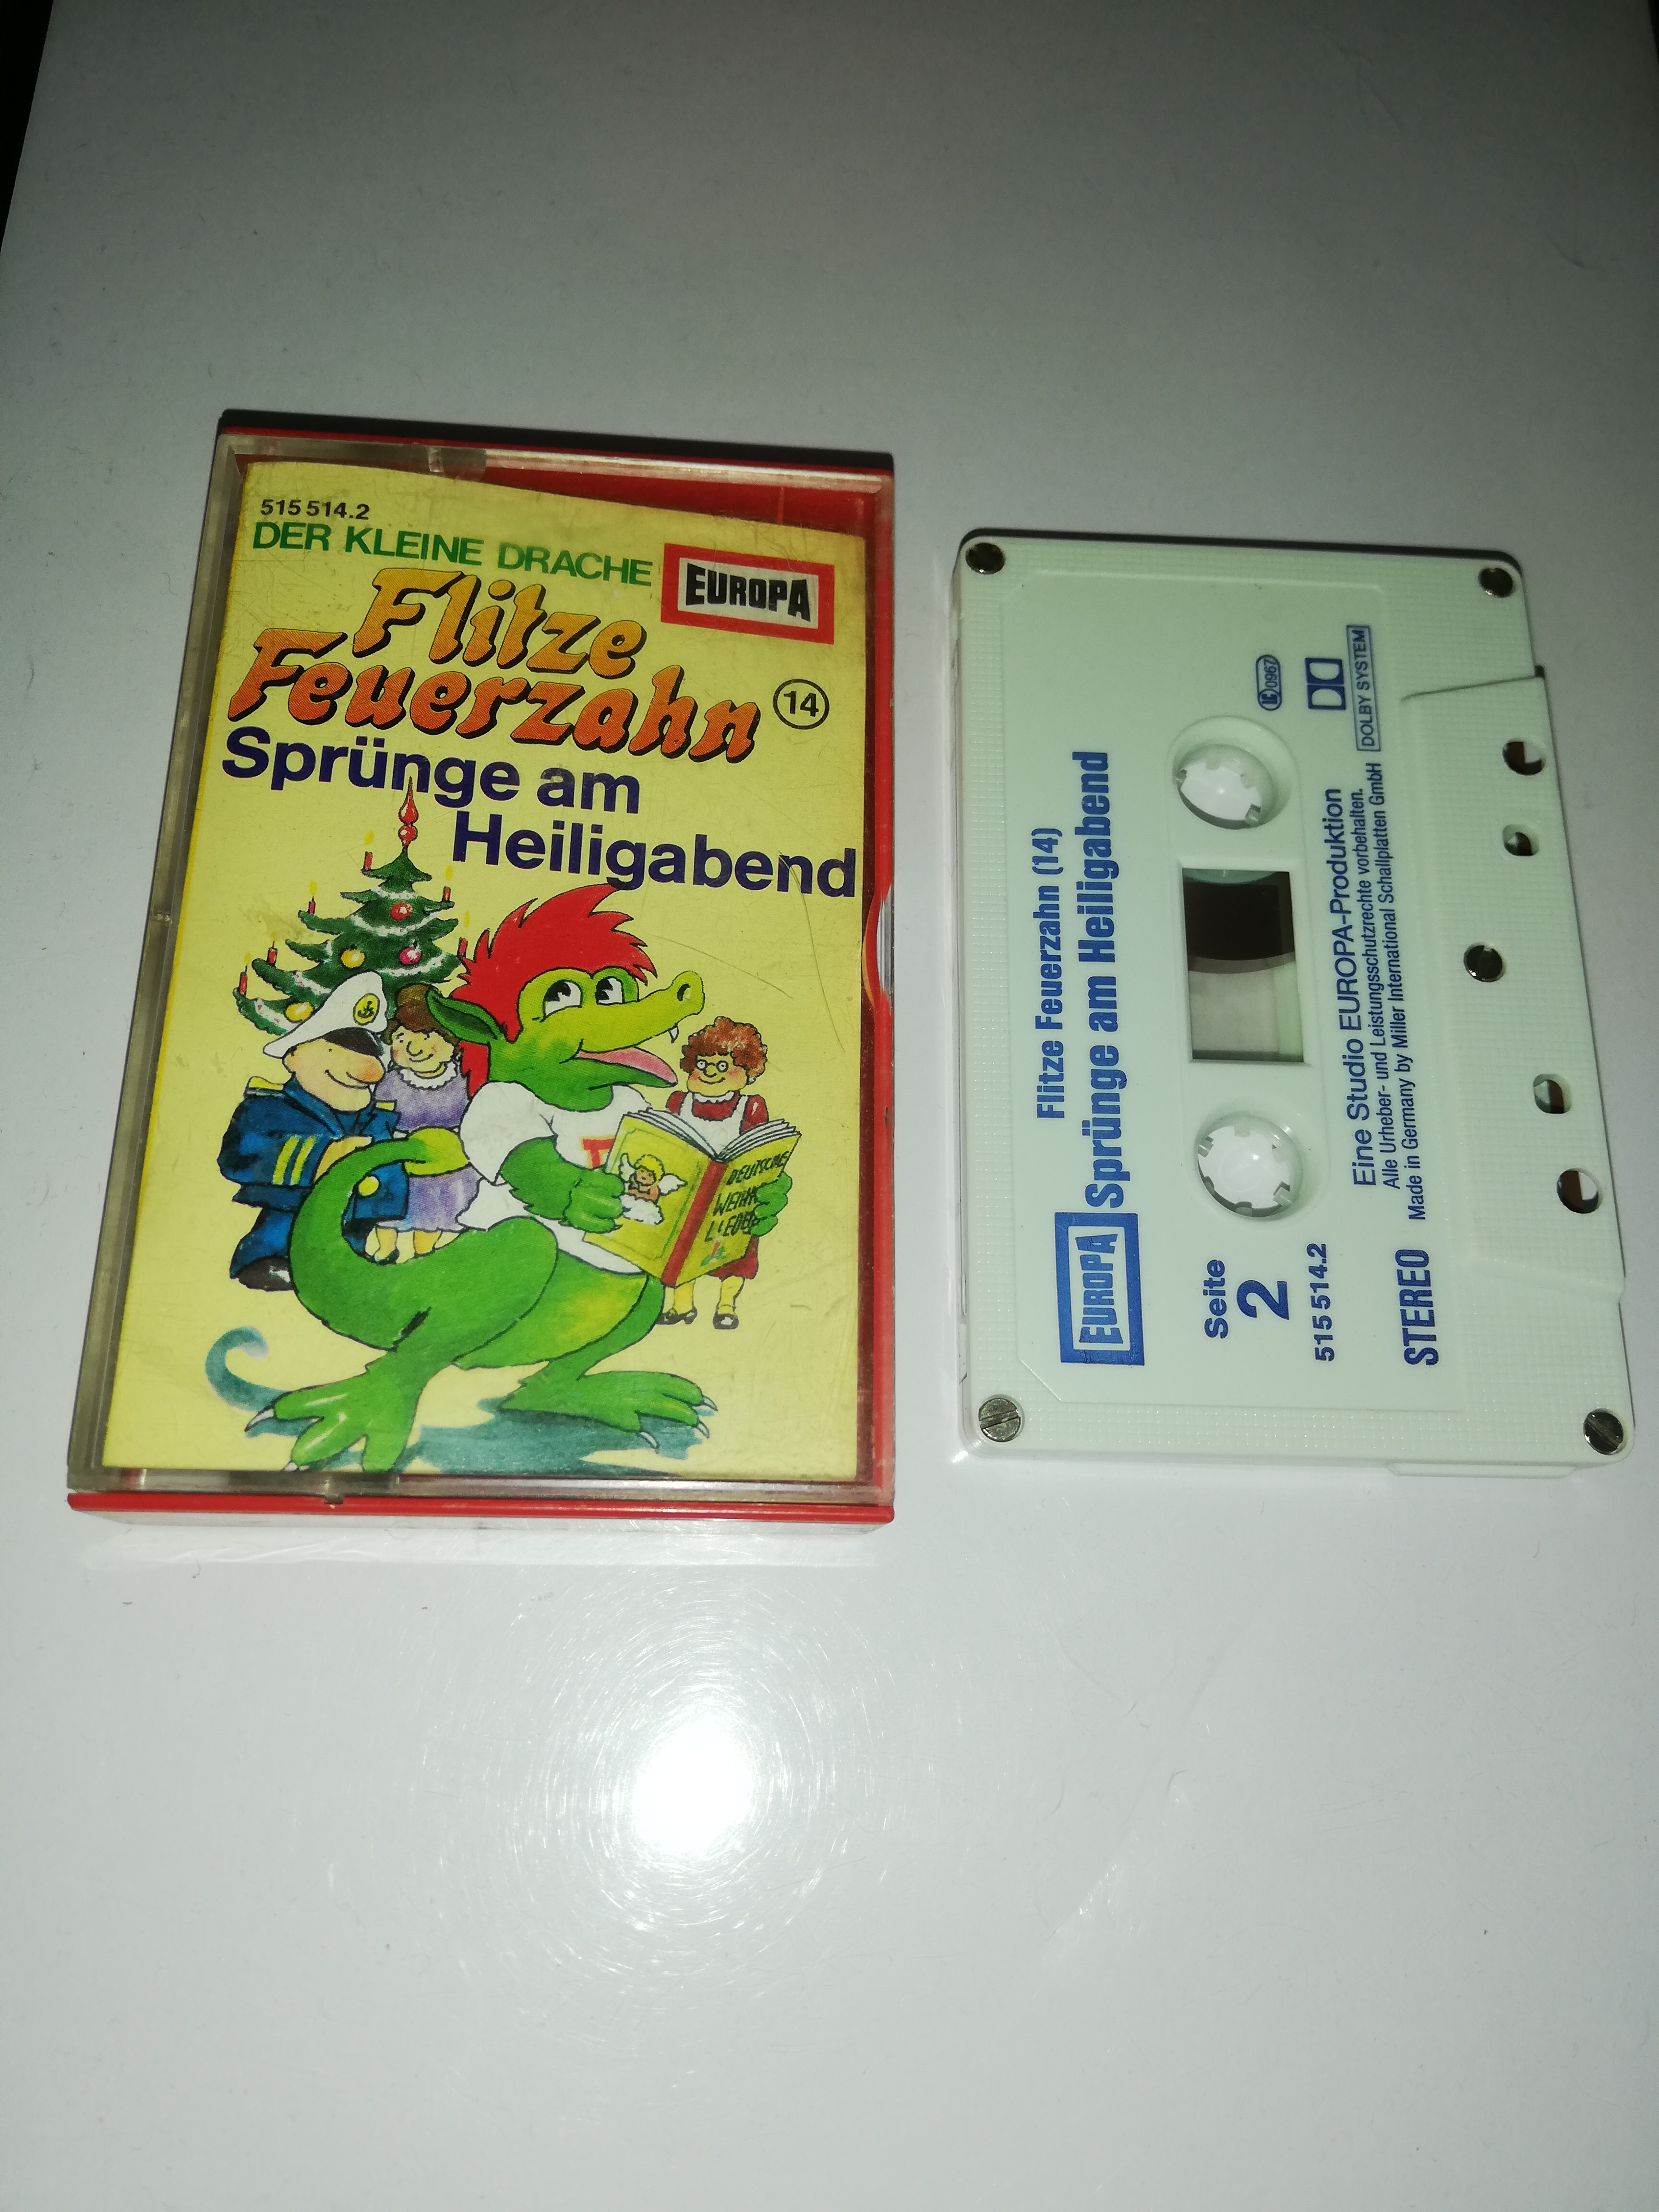 515 514.2
DER KLEINE DRACHE
EUROPA
Flitze
Feuerzahn
14
Sprünge am
Heiligabend
DEUTSCHE
LIEDER
Flitze Feuerzahn (14)
EUROPA Sprünge am Heiligabend
Seite
2
515 514.2
LC 0967
STEREO
Eine Studio EUROPA-Produktion
Alle Urheber- und Leistungsschutzrechte vorbehalten.
Made in Germany by Miller International Schallplatten GmbH
DOLBY SYSTEM